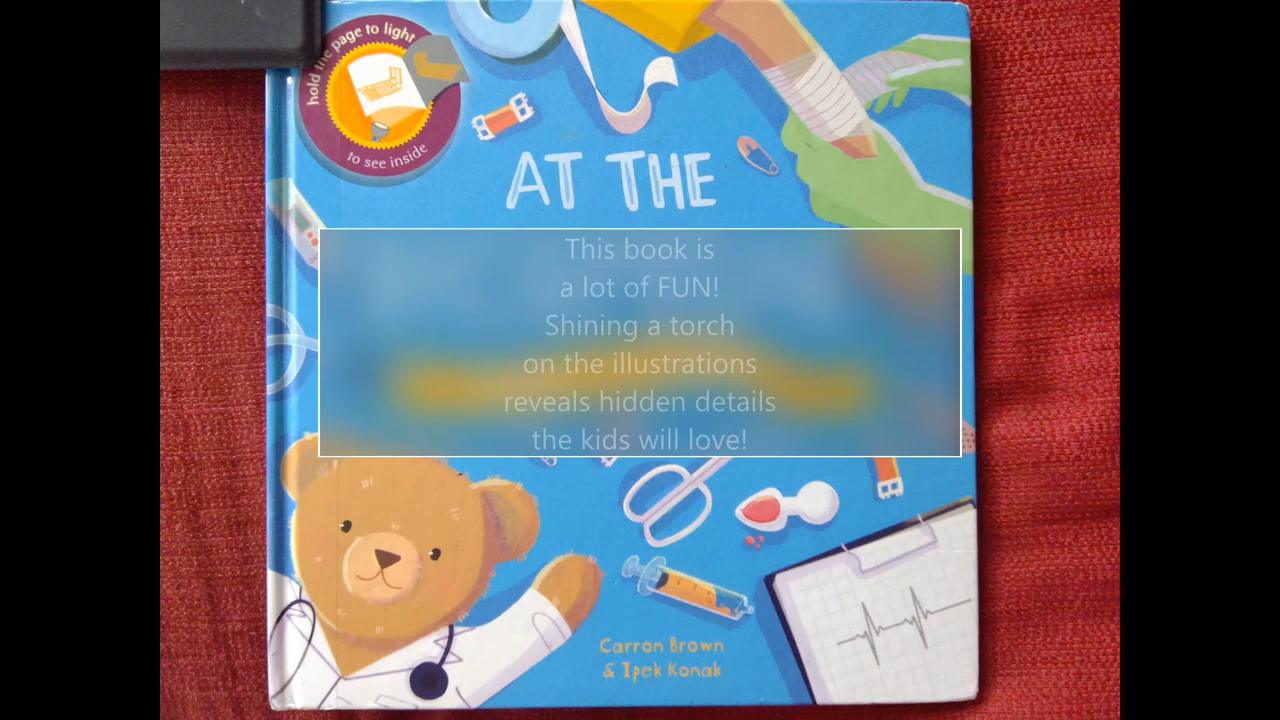 hold the page to light
to see inside
AT THE
This book is
a lot of FUN!
Shining a torch
on the illustrations
reveals hidden details
the kids will love!
Carron Brown
& Ipek Konak